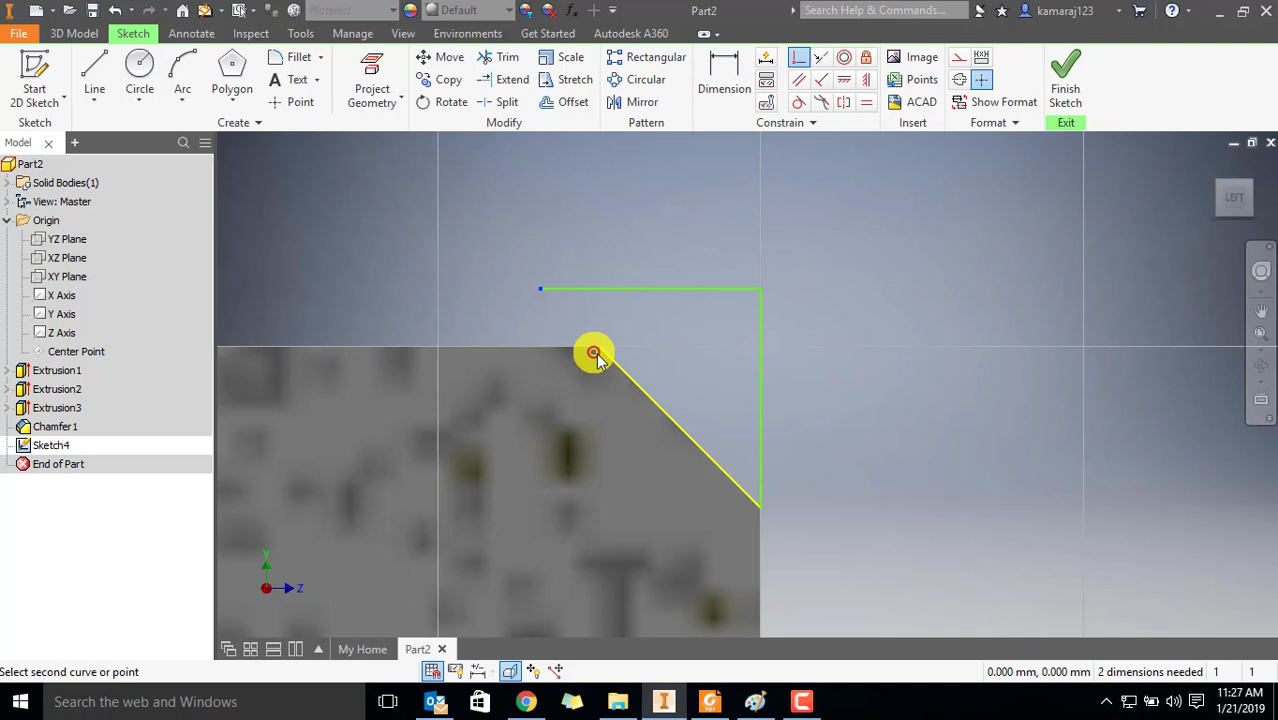 Material Default Part2 Search Help & Commands... kamaraj123
File 3D Model Sketch Annotate Inspect Tools Manage View Environments Get Started Autodesk A360
Start 2D Sketch Line Circle Arc Polygon Fillet Text Point Project Geometry Move Copy Rotate Trim Extend Split Scale Stretch Offset Rectangular Circular Mirror Dimension Image Points ACAD Show Format Finish Sketch
Sketch Create Modify Pattern Constrain Insert Format Exit
Model
Part2
Solid Bodies(1)
View: Master
Origin
YZ Plane
XZ Plane
XY Plane
X Axis
Y Axis
Z Axis
Center Point
Extrusion1
Extrusion2
Extrusion3
Chamfer1
Sketch4
End of Part
LEFT
Y
Z
My Home Part2
Select second curve or point 0.000 mm, 0.000 mm 2 dimensions needed 1 1
Search the web and Windows 11:27 AM
1/21/2019